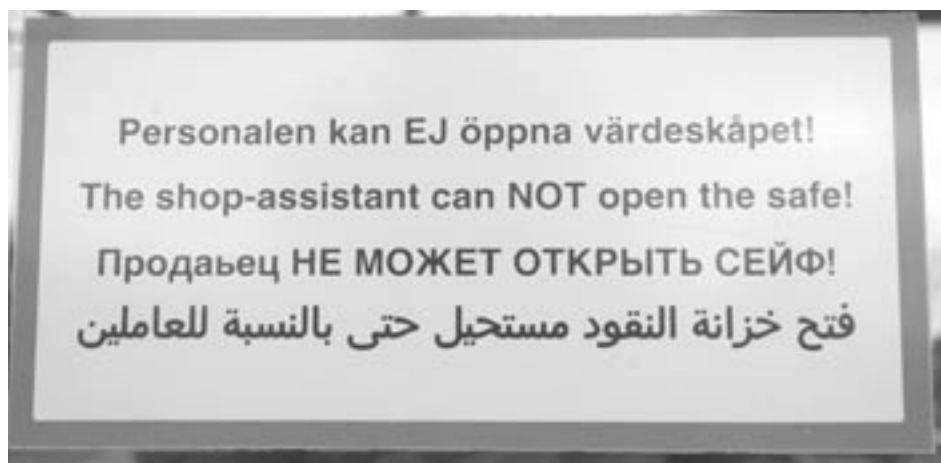 Personalen kan EJ öppna värdeskåpet!
The shop-assistant can NOT open the safe!
Продаьец НЕ МОЖЕТ ОТКРЫТЬ СЕЙФ!
فتح خزانة النقود مستحيل حتى بالنسبة للعاملين